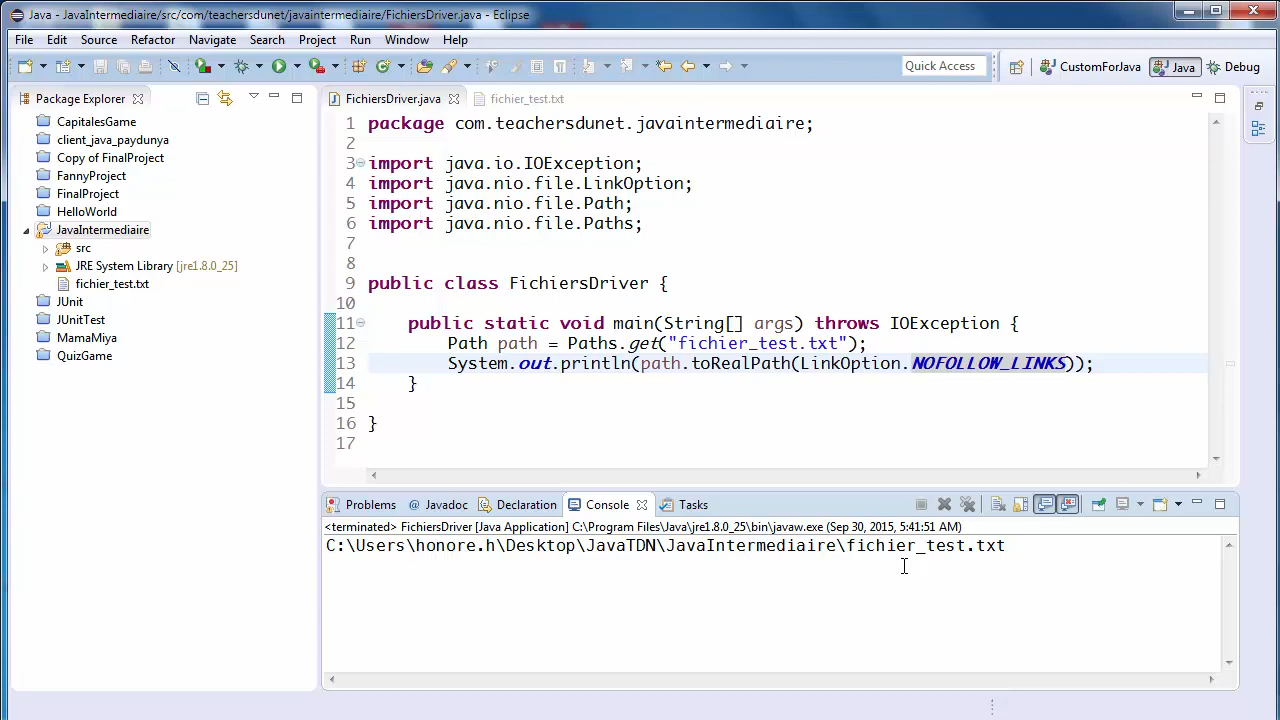 Java - JavaIntermediaire/src/com/teachersdunet/javaintermediaire/FichiersDriver.java - Eclipse
File Edit Source Refactor Navigate Search Project Run Window Help
Quick Access CustomForJava Java Debug
Package Explorer
CapitalesGame
client_java_paydunya
Copy of FinalProject
FannyProject
FinalProject
HelloWorld
JavaIntermediaire
src
JRE System Library [jre1.8.0_25]
fichier_test.txt
JUnit
JUnitTest
MamaMiya
QuizGame
FichiersDriver.java fichier_test.txt
1 package com.teachersdunet.javaintermediaire;
2
3 import java.io.IOException;
4 import java.nio.file.LinkOption;
5 import java.nio.file.Path;
6 import java.nio.file.Paths;
7
8
9 public class FichiersDriver {
10
11 public static void main(String[] args) throws IOException {
12 Path path = Paths.get("fichier_test.txt");
13 System.out.println(path.toRealPath(LinkOption.NOFOLLOW_LINKS));
14 }
15
16 }
17
Problems @ Javadoc Declaration Console Tasks
<terminated> FichiersDriver [Java Application] C:\Program Files\Java\jre1.8.0_25\bin\javaw.exe (Sep 30, 2015, 5:41:51 AM)
C:\Users\honore.h\Desktop\JavaTDN\JavaIntermediaire\fichier_test.txt